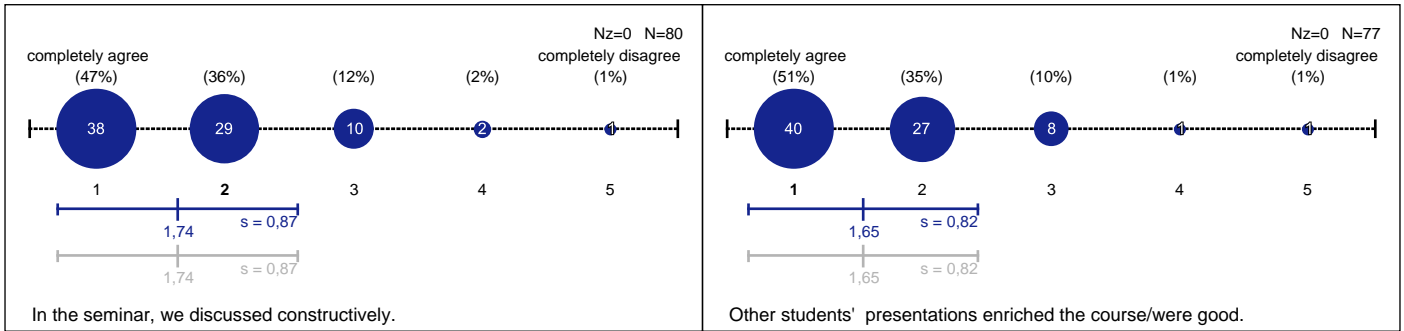 Nz=0 N=80
completely agree completely disagree
(47%) (36%) (12%) (2%) (1%)
38 29 10 2 1
1 2 3 4 5
s = 0,87
1,74
s = 0,87
1,74
In the seminar, we discussed constructively.
Nz=0 N=77
completely agree completely disagree
(51%) (35%) (10%) (1%) (1%)
40 27 8 1 1
1 2 3 4 5
s = 0,82
1,65
s = 0,82
1,65
Other students' presentations enriched the course/were good.